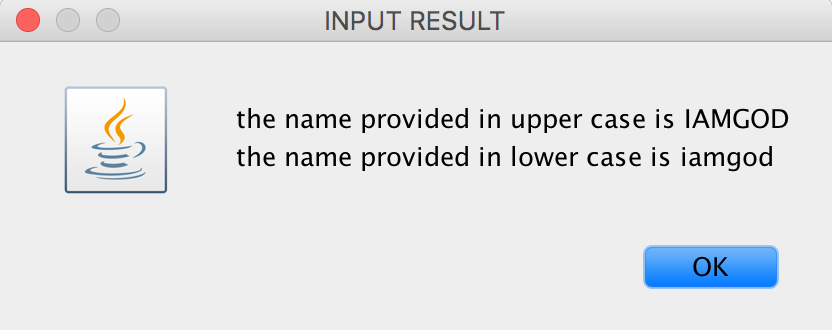 INPUT RESULT
the name provided in upper case is IAMGOD
the name provided in lower case is iamgod
OK